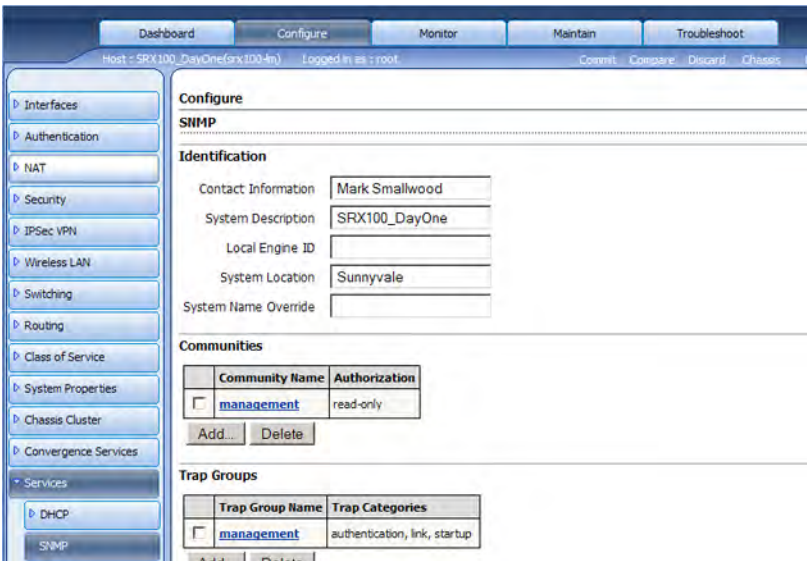 Dashboard Configure Monitor Maintain Troubleshoot
Host : SRX100_DayOne(srx100-lm) Logged in as : root Commit Compare Discard Chassis
Interfaces
Authentication
NAT
Security
IPSec VPN
Wireless LAN
Switching
Routing
Class of Service
System Properties
Chassis Cluster
Convergence Services
Services
DHCP
SNMP
Configure
SNMP
Identification
Contact Information Mark Smallwood
System Description SRX100_DayOne
Local Engine ID
System Location Sunnyvale
System Name Override
Communities
Community Name Authorization
management read-only
Add... Delete
Trap Groups
Trap Group Name Trap Categories
management authentication, link, startup
Add... Delete